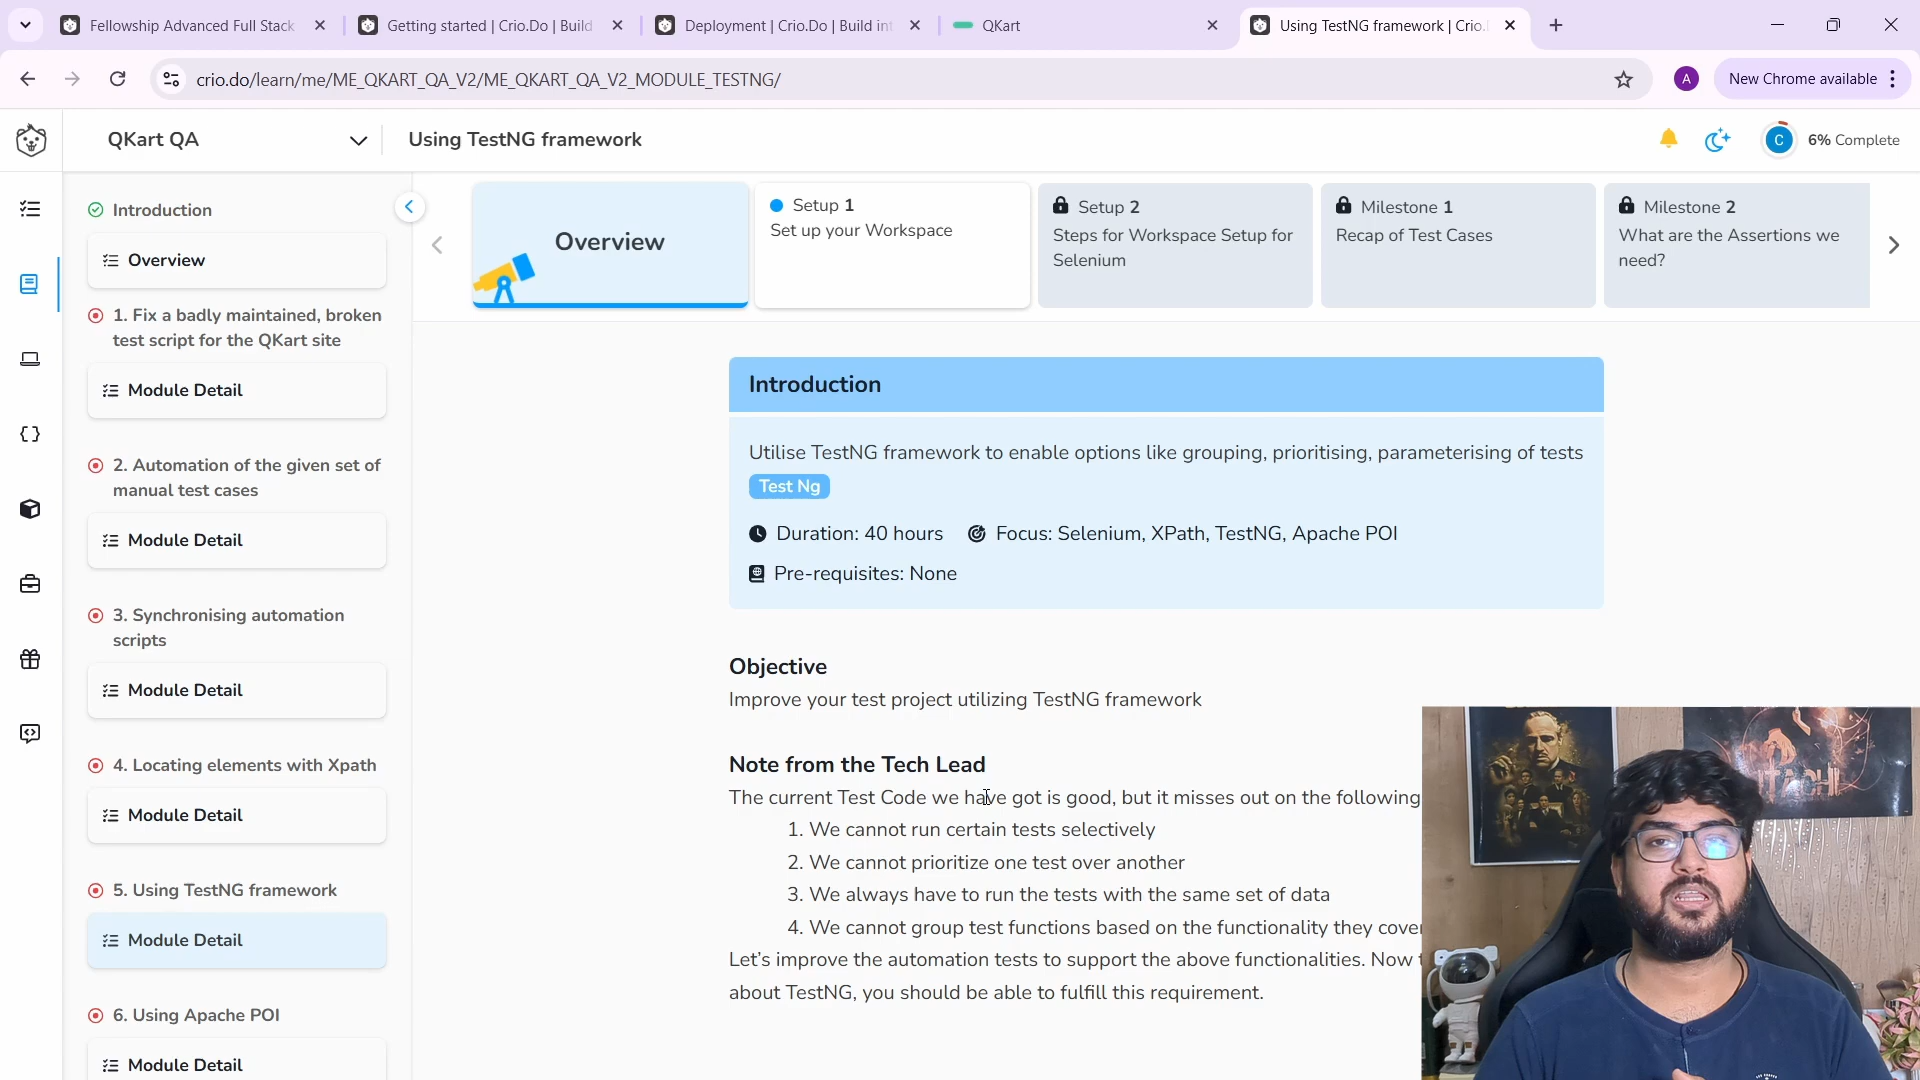 Fellowship Advanced Full Stack
Getting started | Crio.Do | Build
Deployment | Crio.Do | Build int
QKart
Using TestNG framework | Crio.
crio.do/learn/me/ME_QKART_QA_V2/ME_QKART_QA_V2_MODULE_TESTNG/
A
New Chrome available
QKart QA
Using TestNG framework
C
6% Complete
Introduction
Overview
1. Fix a badly maintained, broken
test script for the QKart site
Module Detail
2. Automation of the given set of
manual test cases
Module Detail
3. Synchronising automation
scripts
Module Detail
4. Locating elements with Xpath
Module Detail
5. Using TestNG framework
Module Detail
6. Using Apache POI
Module Detail
Overview
Setup 1
Set up your Workspace
Setup 2
Steps for Workspace Setup for
Selenium
Milestone 1
Recap of Test Cases
Milestone 2
What are the Assertions we
need?
Introduction
Utilise TestNG framework to enable options like grouping, prioritising, parameterising of tests
Test Ng
Duration: 40 hours
Focus: Selenium, XPath, TestNG, Apache POI
Pre-requisites: None
Objective
Improve your test project utilizing TestNG framework
Note from the Tech Lead
The current Test Code we have got is good, but it misses out on the following
1. We cannot run certain tests selectively
2. We cannot prioritize one test over another
3. We always have to run the tests with the same set of data
4. We cannot group test functions based on the functionality they cover
Let's improve the automation tests to support the above functionalities. Now
about TestNG, you should be able to fulfill this requirement.